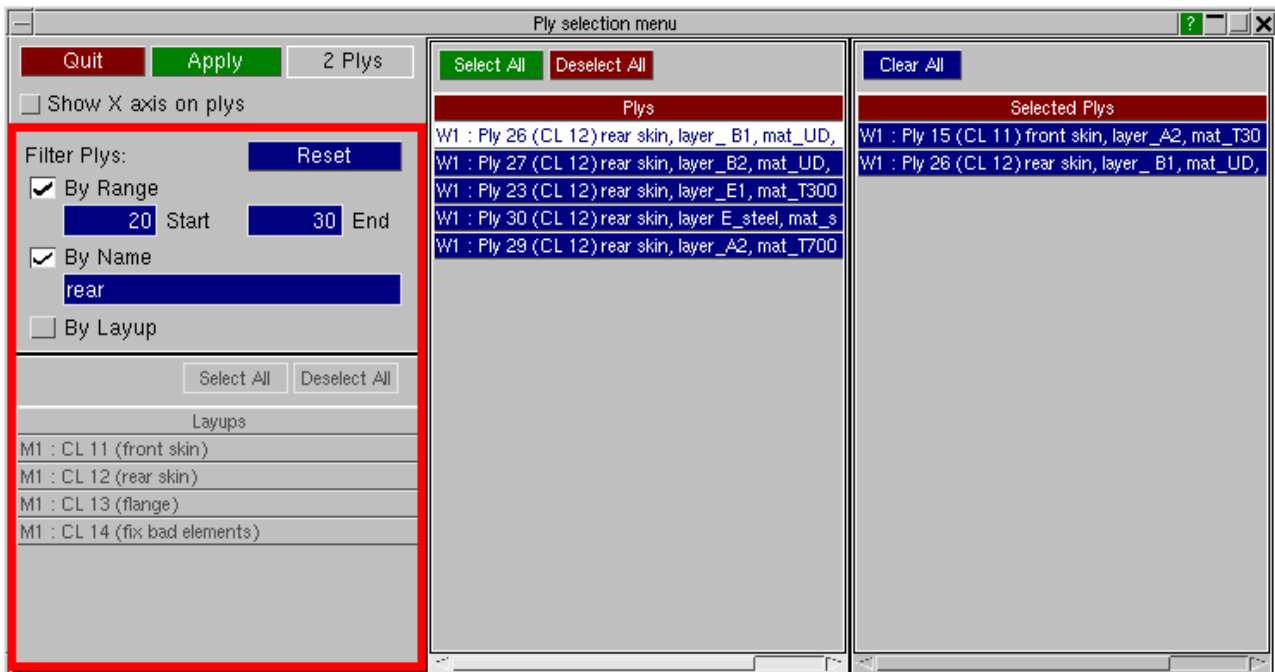 Ply selection menu
?
Quit
Apply
2 Plys
Show X axis on plys
Filter Plys:
Reset
By Range
20 Start
30 End
By Name
rear
By Layup
Select All
Deselect All
Layups
M1 : CL 11 (front skin)
M1 : CL 12 (rear skin)
M1 : CL 13 (flange)
M1 : CL 14 (fix bad elements)
Select All
Deselect All
Plys
W1 : Ply 26 (CL 12) rear skin, layer_ B1, mat_UD,
W1 : Ply 27 (CL 12) rear skin, layer_B2, mat_UD,
W1 : Ply 23 (CL 12) rear skin, layer_E1, mat_T300
W1 : Ply 30 (CL 12) rear skin, layer E_steel, mat_s
W1 : Ply 29 (CL 12) rear skin, layer_A2, mat_T700
Clear All
Selected Plys
W1 : Ply 15 (CL 11) front skin, layer_A2, mat_T30
W1 : Ply 26 (CL 12) rear skin, layer_ B1, mat_UD,